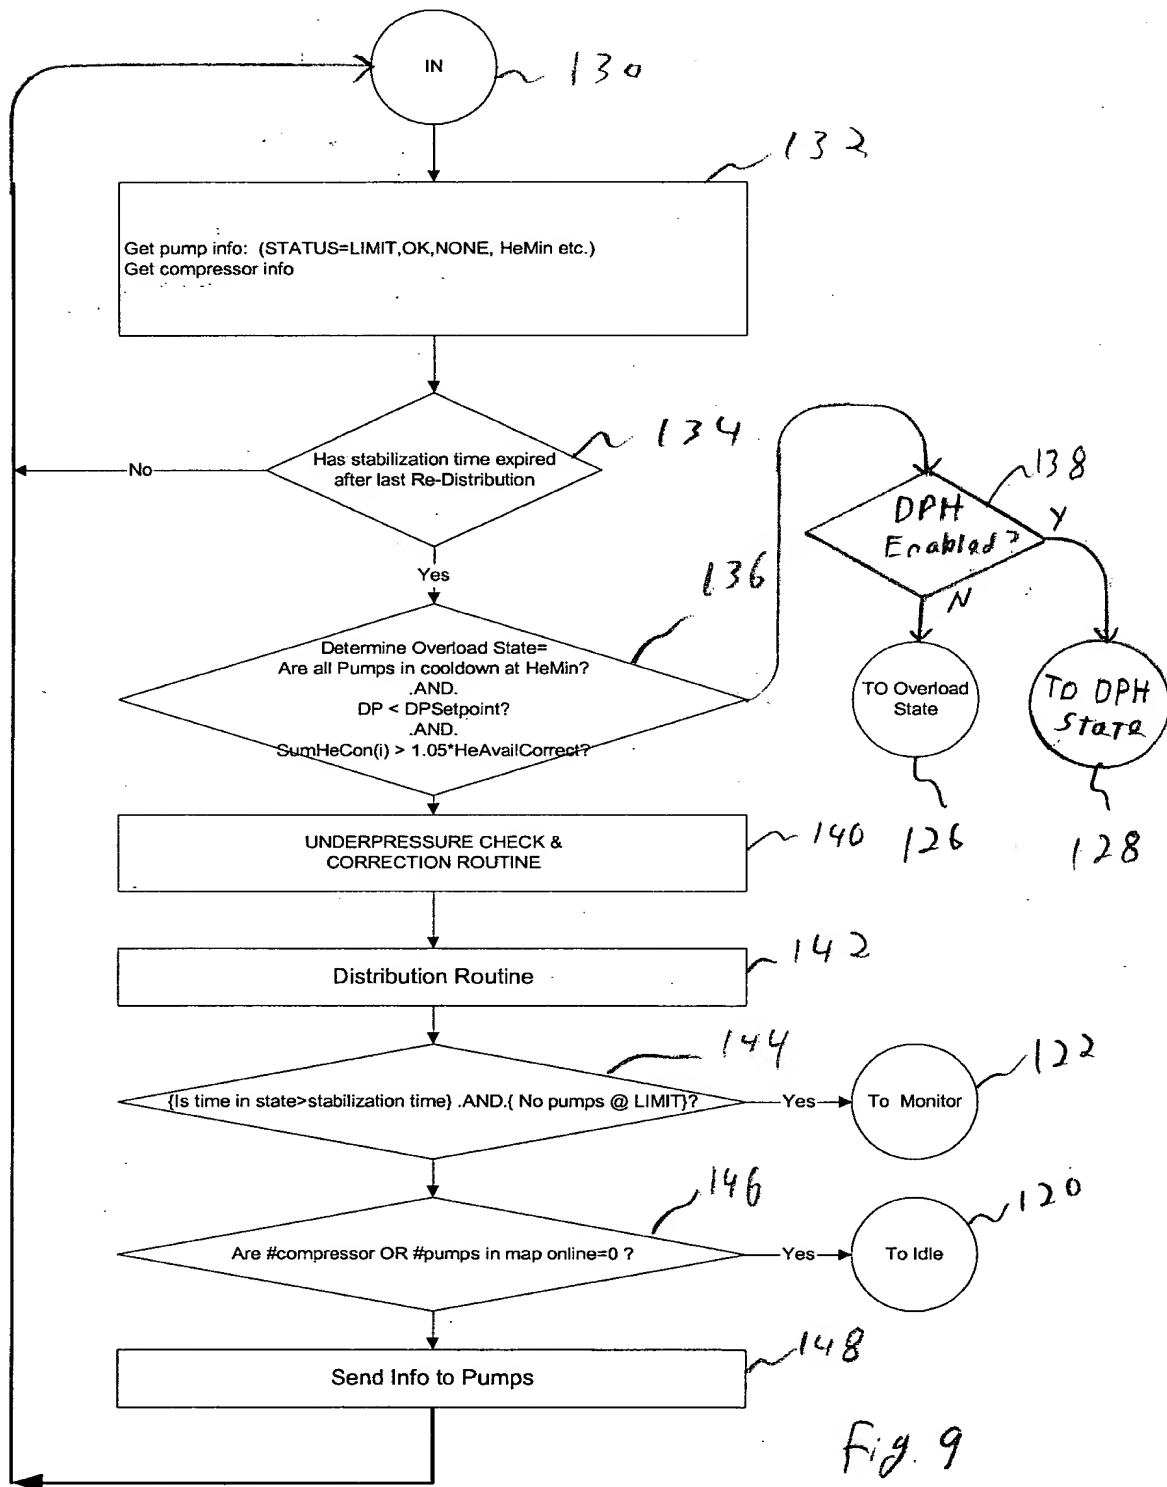 IN
130
132
Get pump info: (STATUS=LIMIT,OK,NONE, HeMin etc.)
Get compressor info
134
Has stabilization time expired
after last Re-Distribution
No
Yes
136
Determine Overload State=
Are all Pumps in cooldown at HeMin?
.AND.
DP < DPSetpoint?
.AND.
SumHeCon(i) > 1.05*HeAvailCorrect?
138
DPH
Enabled?
Y
N
TO Overload
State
TO DPH
State
126
128
UNDERPRESSURE CHECK &
CORRECTION ROUTINE
140
Distribution Routine
142
144
{Is time in state>stabilization time} .AND.{ No pumps @ LIMIT}?
Yes
To Monitor
122
146
Are #compressor OR #pumps in map online=0 ?
Yes
To Idle
120
Send Info to Pumps
148
Fig. 9